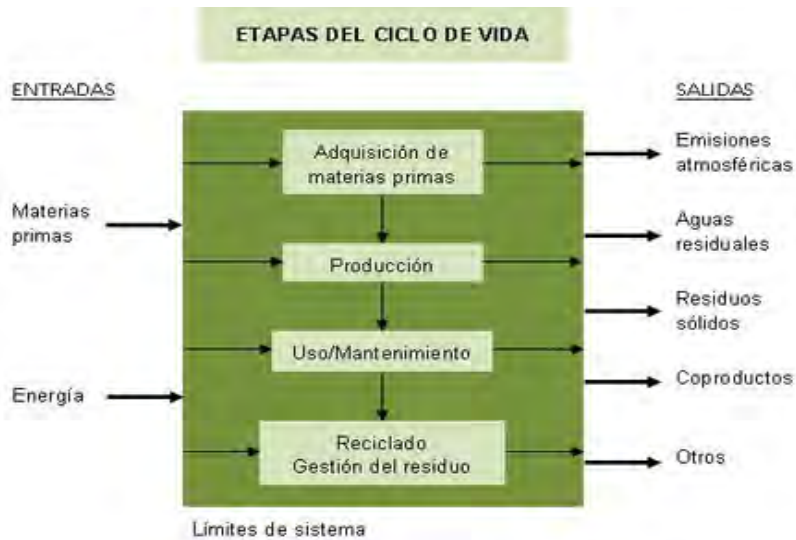 ETAPAS DEL CICLO DE VIDA
ENTRADAS
SALIDAS
Materias
primas
Energía
Adquisición de
materias primas
Producción
Uso/Mantenimiento
Reciclado
Gestión del residuo
Emisiones
atmosféricas
Aguas
residuales
Residuos
sólidos
Coproductos
Otros
Límites de sistema